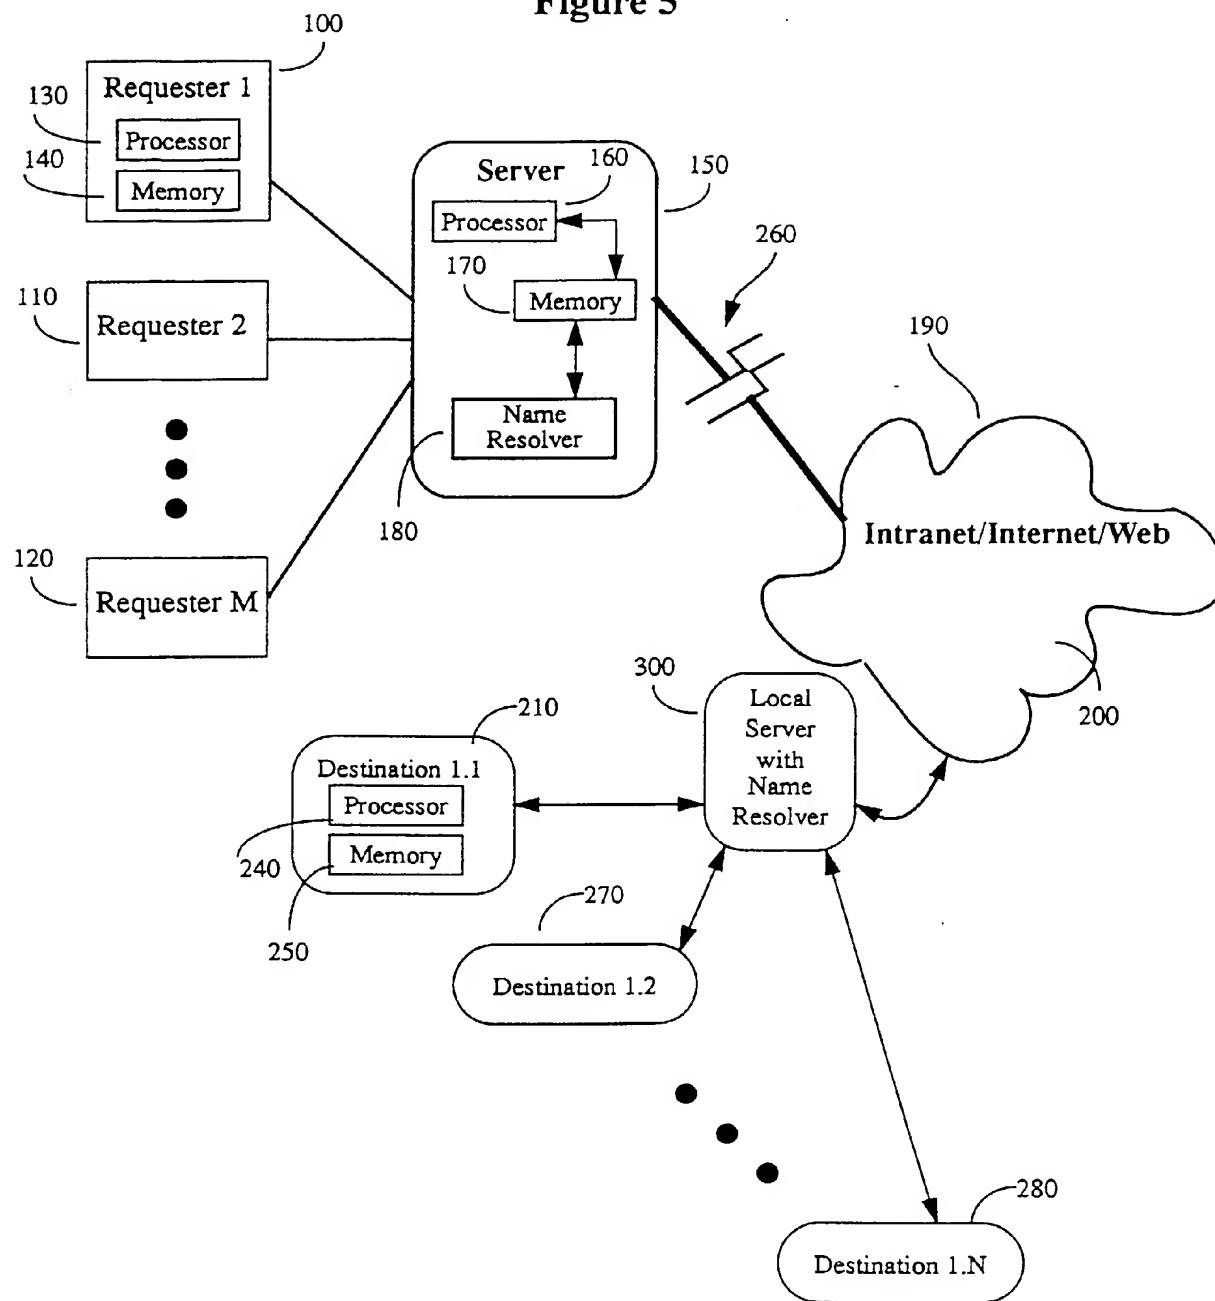 Figure 5
100
Requester 1
130
Processor
140
Memory
110
Requester 2
120
Requester M
Server
160
150
Processor
170
Memory
Name
Resolver
180
260
190
Intranet/Internet/Web
200
300
Local
Server
with
Name
Resolver
210
Destination 1.1
Processor
240
Memory
250
270
Destination 1.2
280
Destination 1.N